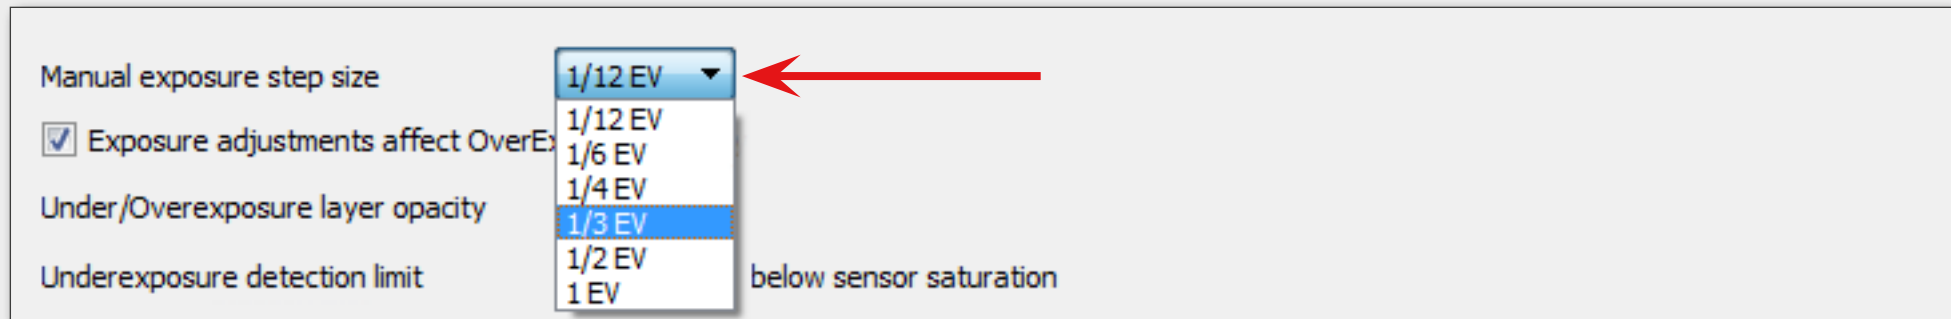 Manual exposure step size 1/12 EV
1/12 EV
Exposure adjustments affect
1/6 EV
1/4 EV
Under/Overexposure layer opacity
1/3 EV
1/2 EV
Underexposure detection limit below sensor saturation
1 EV